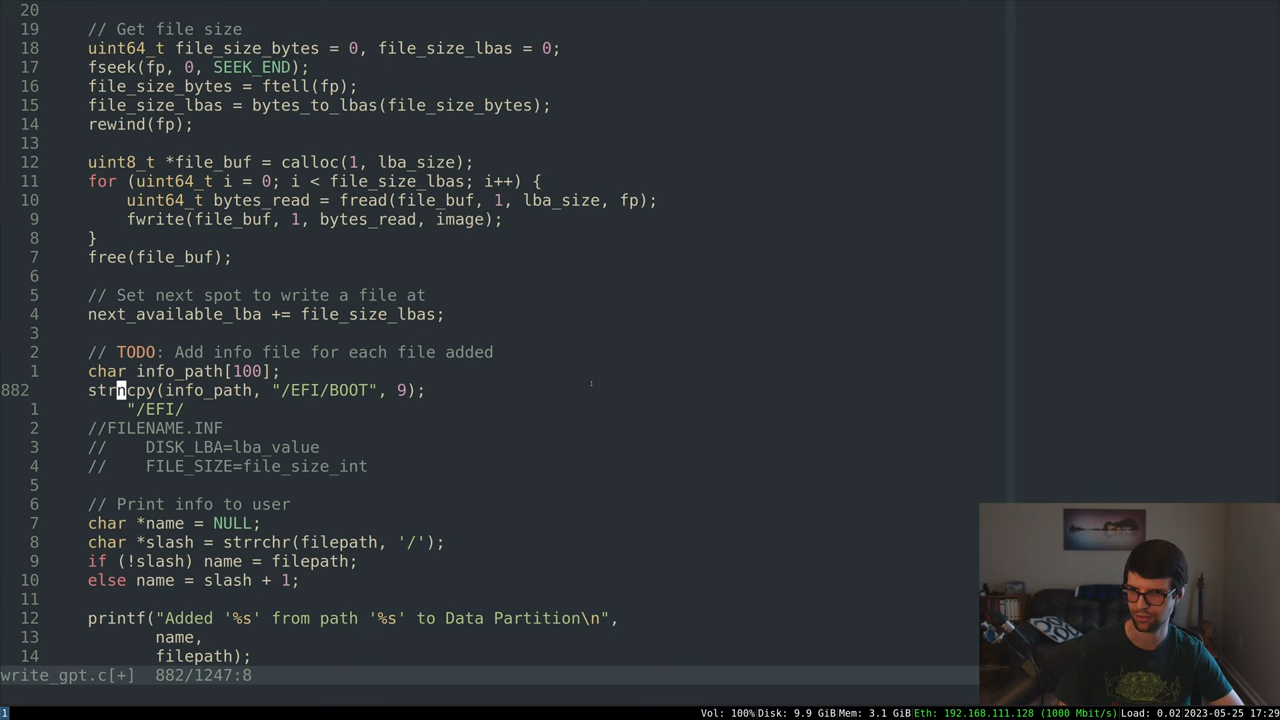 20
19 // Get file size
18 uint64_t file_size_bytes = 0, file_size_lbas = 0;
17 fseek(fp, 0, SEEK_END);
16 file_size_bytes = ftell(fp);
15 file_size_lbas = bytes_to_lbas(file_size_bytes);
14 rewind(fp);
13
12 uint8_t *file_buf = calloc(1, lba_size);
11 for (uint64_t i = 0; i < file_size_lbas; i++) {
10 uint64_t bytes_read = fread(file_buf, 1, lba_size, fp);
9 fwrite(file_buf, 1, bytes_read, image);
8 }
7 free(file_buf);
6
5 // Set next spot to write a file at
4 next_available_lba += file_size_lbas;
3
2 // TODO: Add info file for each file added
1 char info_path[100];
882 strncpy(info_path, "/EFI/BOOT", 9);
1 "/EFI/
2 //FILENAME.INF
3 // DISK_LBA=lba_value
4 // FILE_SIZE=file_size_int
5
6 // Print info to user
7 char *name = NULL;
8 char *slash = strrchr(filepath, '/');
9 if (!slash) name = filepath;
10 else name = slash + 1;
11
12 printf("Added '%s' from path '%s' to Data Partition\n",
13 name,
14 filepath);
write_gpt.c[+] 882/1247:8
1 Vol: 100% Disk: 9.9 GiB Mem: 3.1 GiB Eth: 192.168.111.128 (1000 Mbit/s) Load: 0.02 2023-05-25 17:29